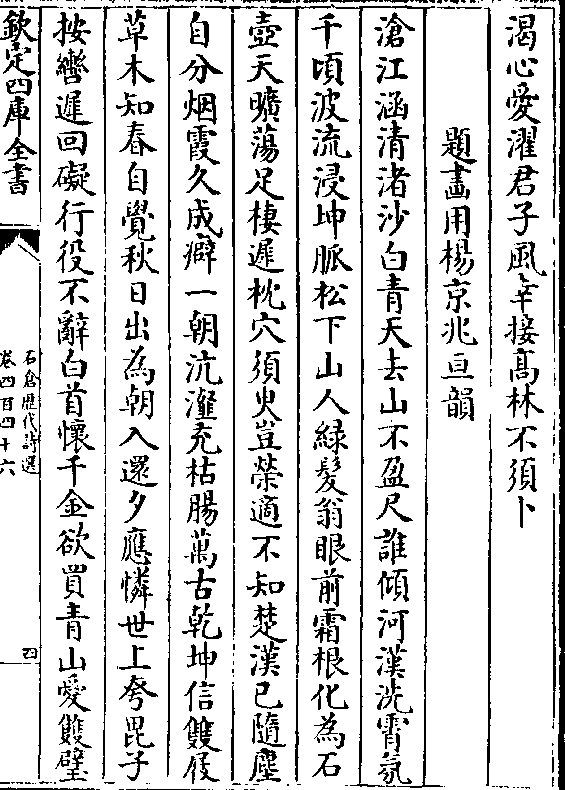 渴心愛濯君子風幸接髙林不須卜
題畵用楊京兆亘韻
滄江涵清渚沙白青天去山不盈尺誰傾河漢洗霄氛
千頃波流浸坤脈松下山人緑髮翁眼前霜根化為石
壺天曠蕩足棲遲枕穴須㬰豈榮適不知楚漢已隨塵
自分烟霞久成癖一朝沆瀣充枯腸萬古乾坤信雙屐
草木知春自覺秋日出為朝入還夕應憐世上夸毘子
按轡遲回礙行役不辭白首懷千金欲買青山愛雙璧
欽定四庫全書
石倉歴代詩選
卷四百四十六
四